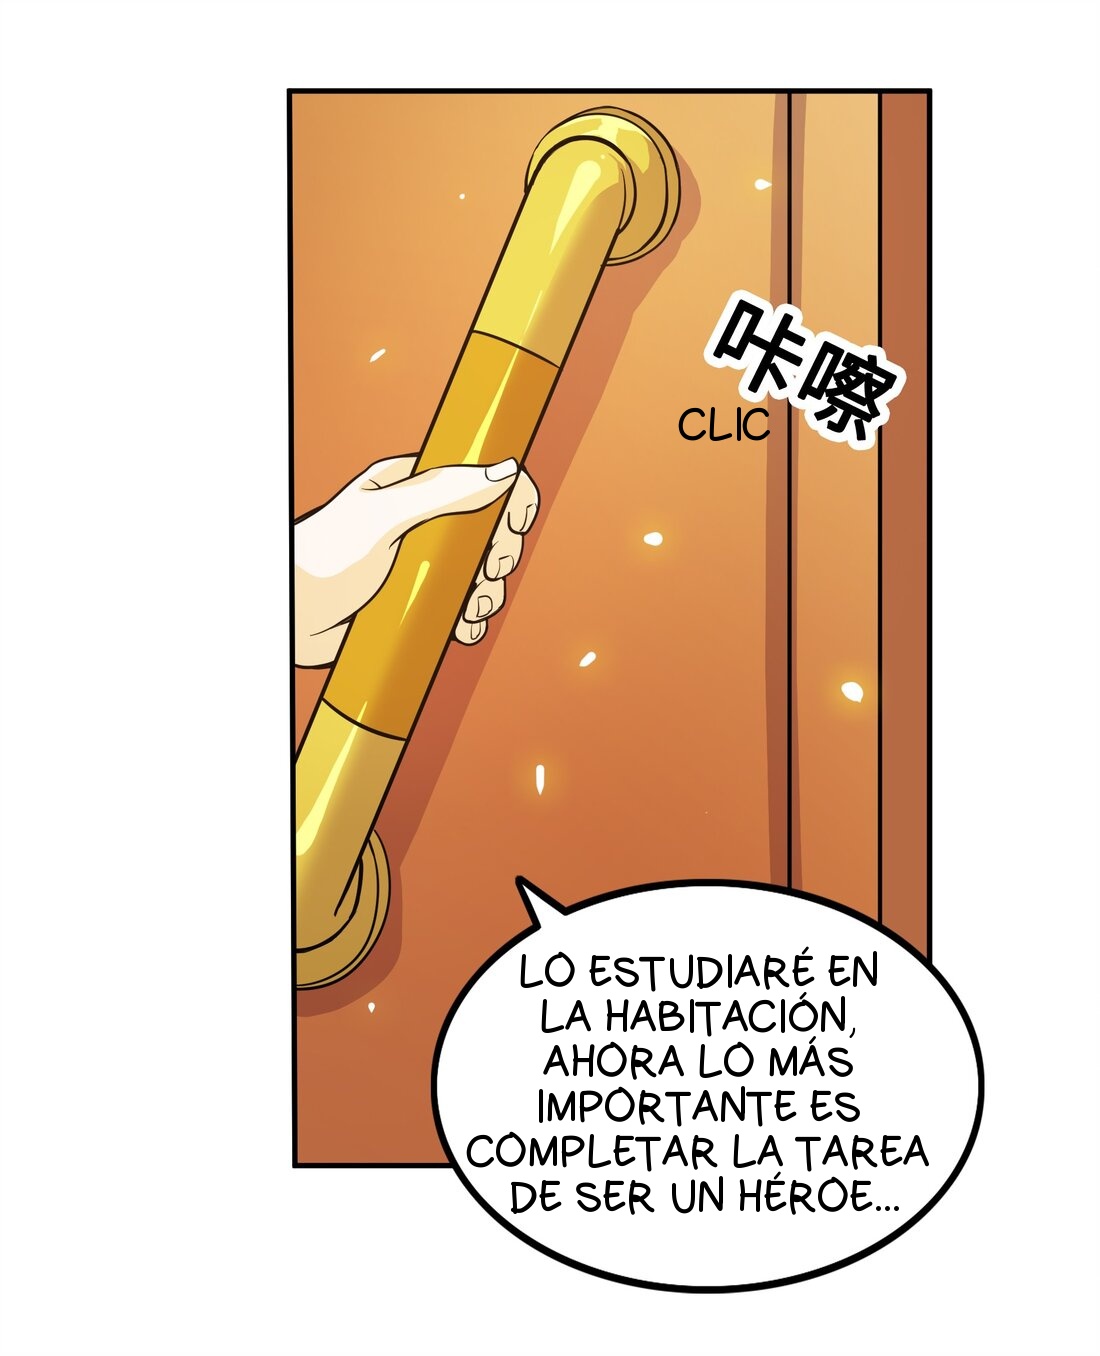 咔嚓
CLIC
LO ESTUDIARÉ EN
LA HABITACIÓN,
AHORA LO MÁS
IMPORTANTE ES
COMPLETAR LA TAREA
DE SER UN HÉROE...